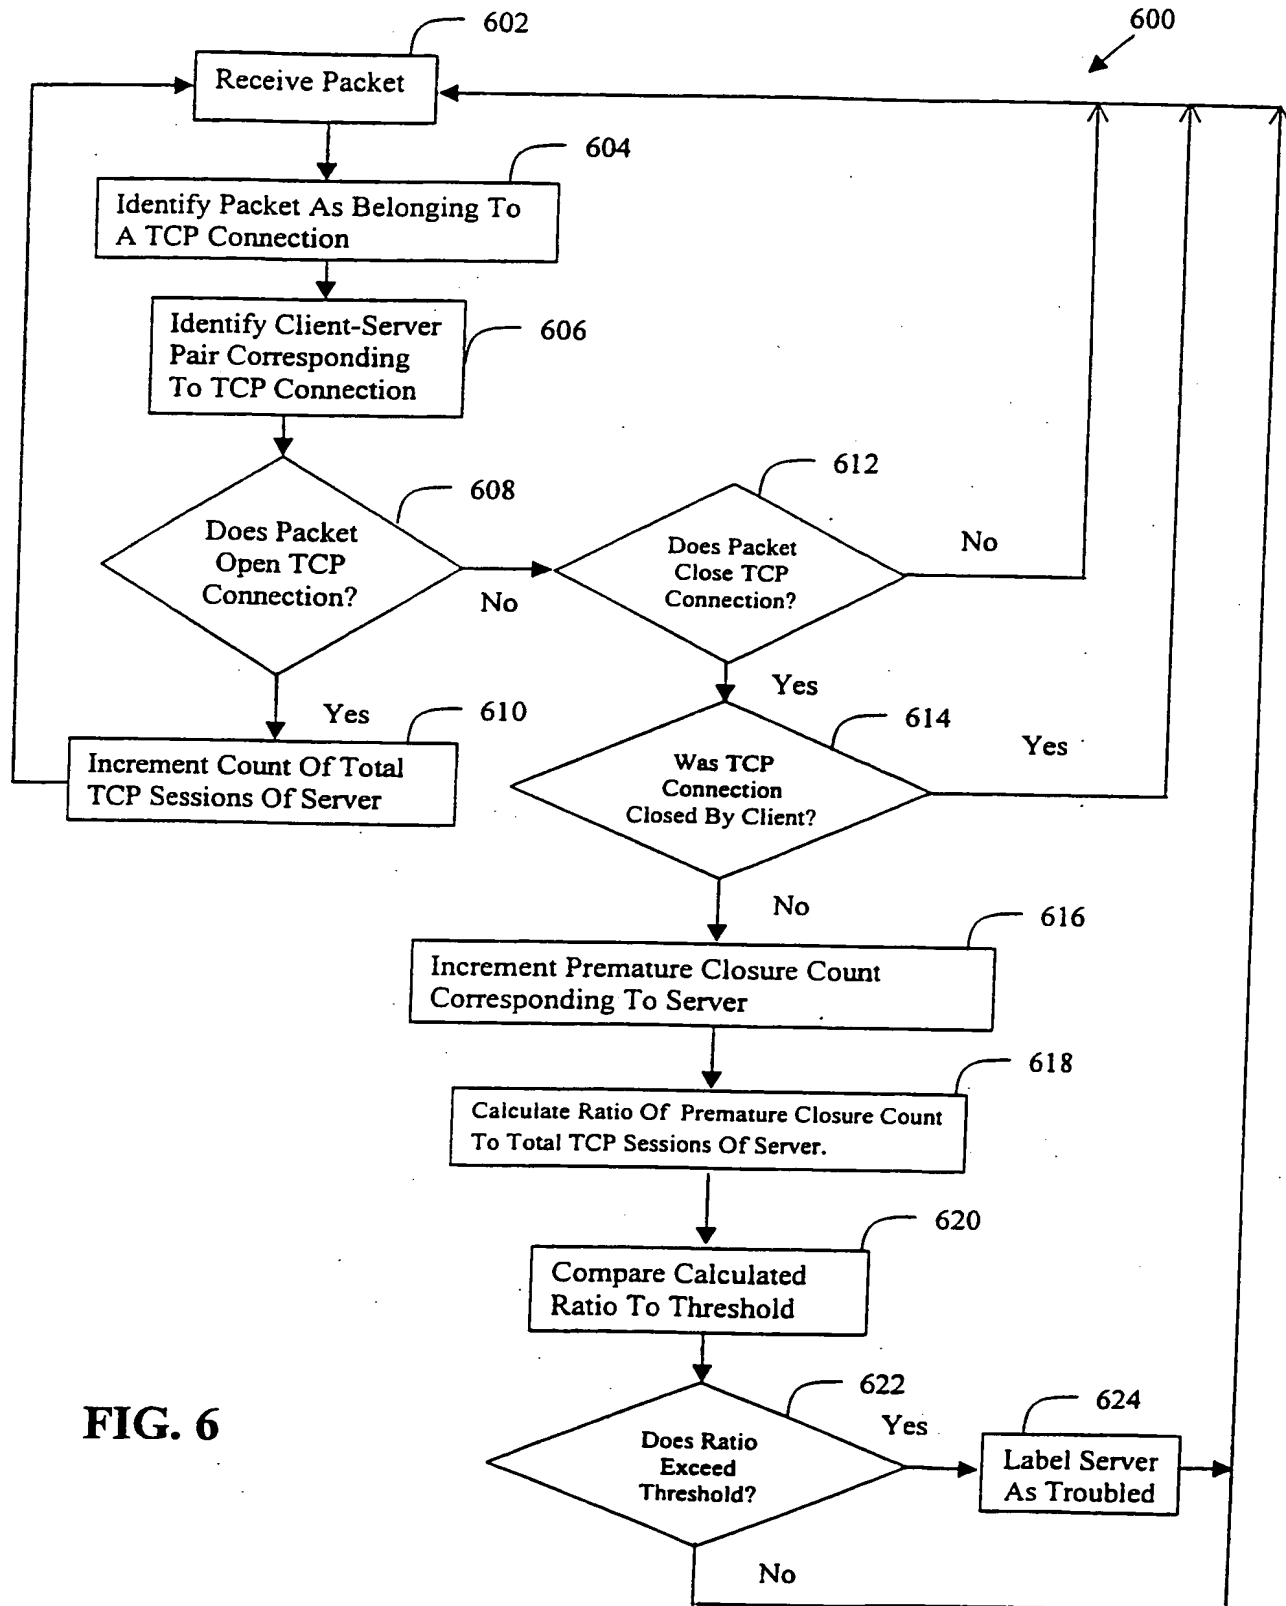 602
600
Receive Packet
604
Identify Packet As Belonging To
A TCP Connection
Identify Client-Server
Pair Corresponding
To TCP Connection
606
608
Does Packet
Open TCP
Connection?
No
612
Does Packet
Close TCP
Connection?
No
Yes
Yes
610
Increment Count Of Total
TCP Sessions Of Server
614
Was TCP
Connection
Closed By Client?
Yes
No
616
Increment Premature Closure Count
Corresponding To Server
618
Calculate Ratio Of Premature Closure Count
To Total TCP Sessions Of Server.
620
Compare Calculated
Ratio To Threshold
622
Does Ratio
Exceed
Threshold?
Yes
624
Label Server
As Troubled
No
FIG. 6